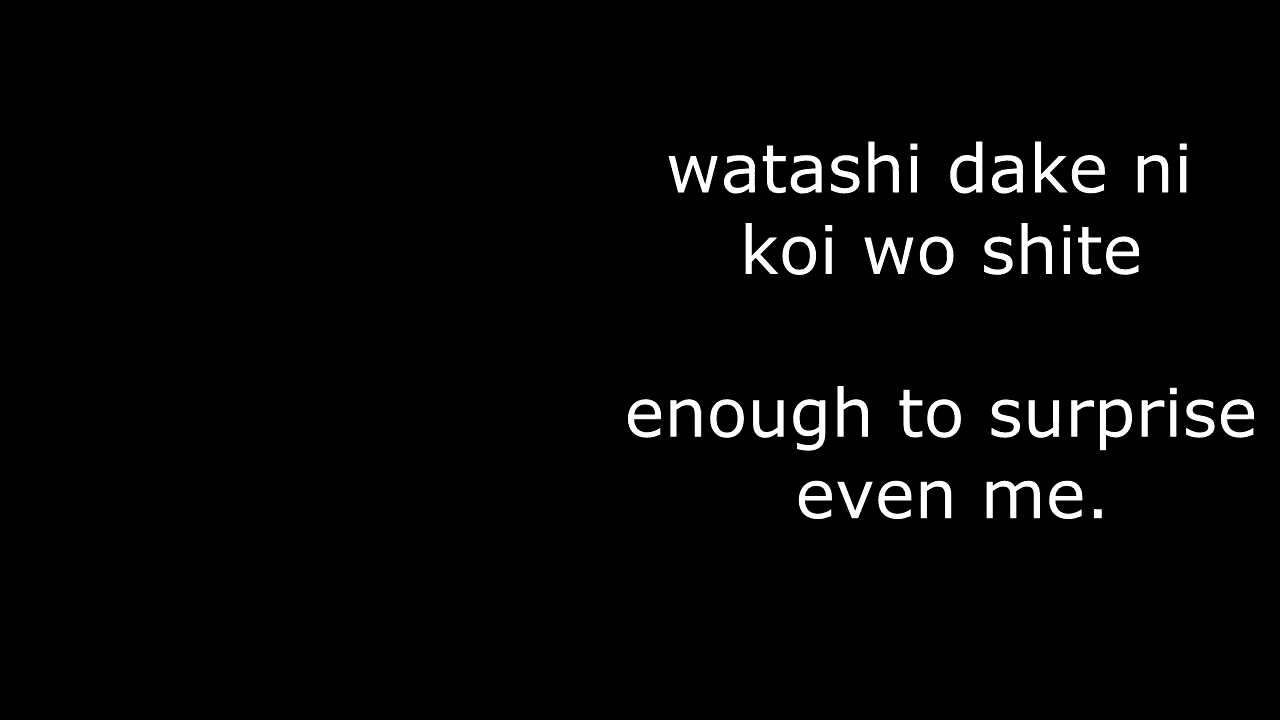 watashi dake ni
koi wo shite
enough to surprise
even me.